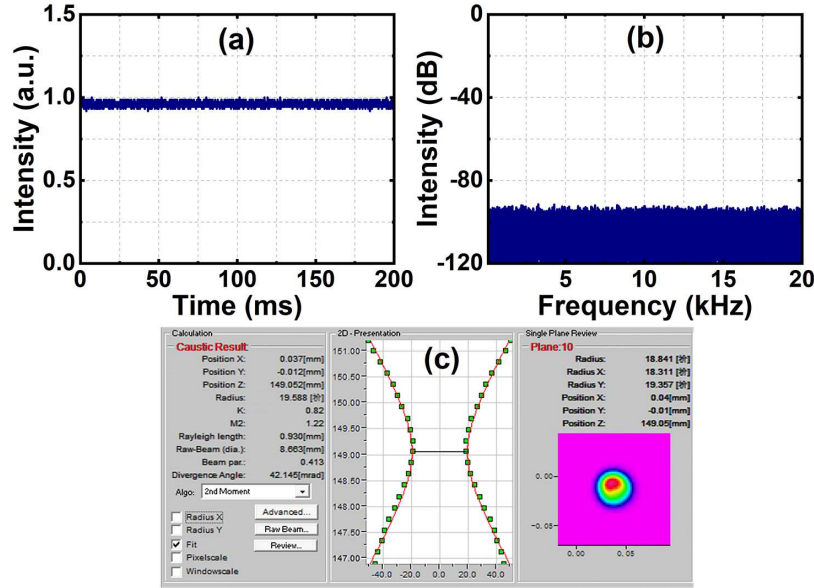 (a)
Intensity (a.u.)
1.5
1.0
0.5
0.0
0 50 100 150 200
Time (ms)
(b)
Intensity (dB)
0
-40
-80
-120
5 10 15 20
Frequency (kHz)
Calculation
Caustic Result
Position X: 0.037[mm]
Position Y: -0.012[mm]
Position Z: 149.052[mm]
Radius: 19.588 [祄]
K: 0.82
M2: 1.22
Rayleigh length: 0.930[mm]
Raw-Beam (dia.): 8.663[mm]
Beam par.: 0.413
Divergence Angle: 42.145[mrad]
Algo: 2nd Moment
Radius X
Radius Y
Fit
Pixelscale
Windowscale
Advanced...
Raw Beam...
Review...
2D - Presentation
(c)
151.00
150.50
150.00
149.50
149.00
148.50
148.00
147.50
147.00
-40.0 -20.0 0.0 20.0 40.0
Single Plane Review
Plane:10
Radius: 18.841 [祄]
Radius X: 18.311 [祄]
Radius Y: 19.357 [祄]
Position X: 0.04[mm]
Position Y: -0.01[mm]
Position Z: 149.05[mm]
0.00
-0.05
0.00 0.05